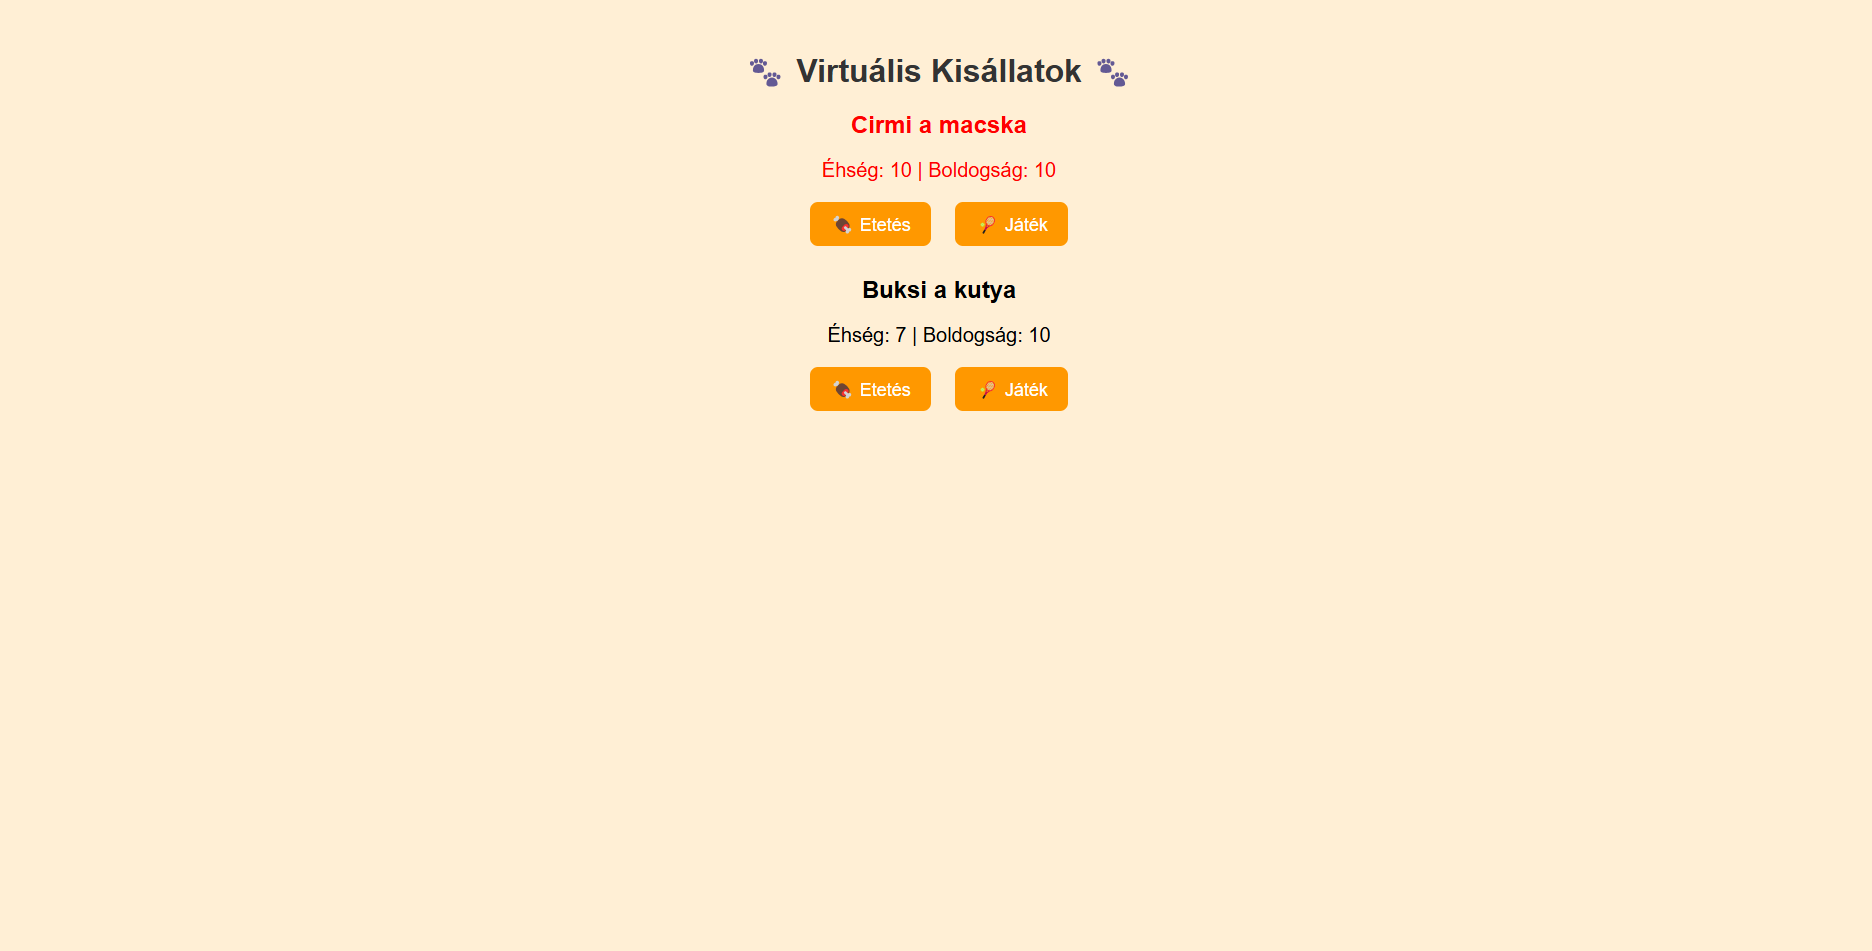 🐾 Virtuális Kisállatok 🐾
Cirmi a macska
Éhség: 10 | Boldogság: 10
🍖 Etetés 🎾 Játék
Buksi a kutya
Éhség: 7 | Boldogság: 10
🍖 Etetés 🎾 Játék